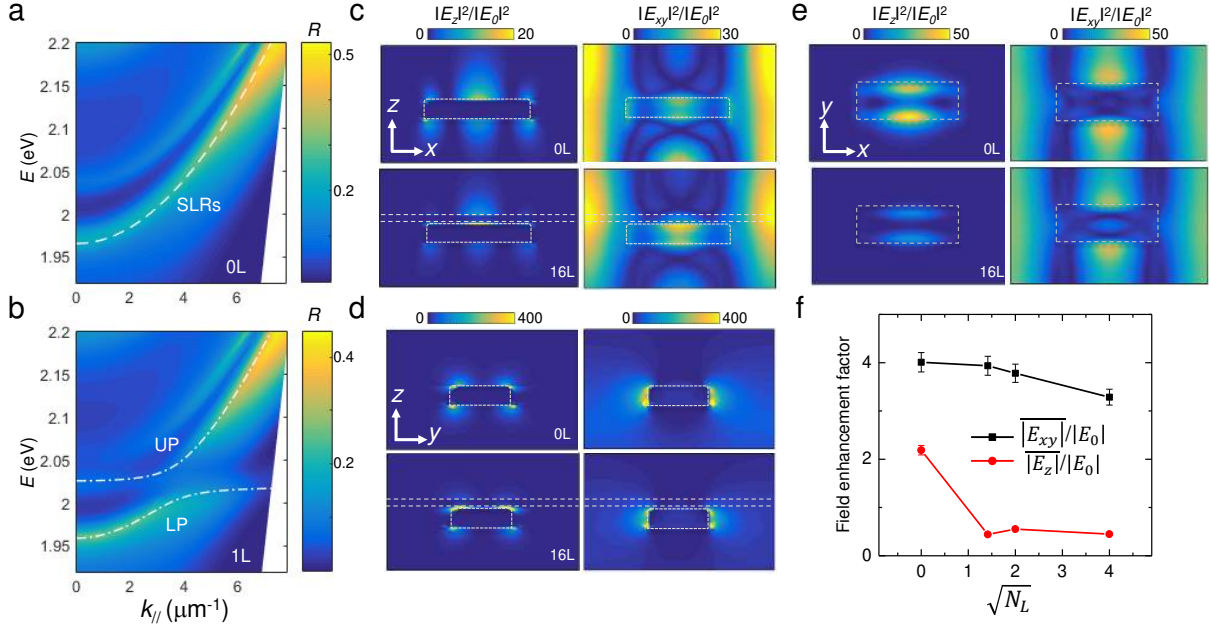 a
R
2.2
0.5
2.15
E (eV)
2.1
2.05
0.2
2
SLRs
1.95
0L
0
2
4
6
b
R
2.2
0.4
2.15
E (eV)
2.1
UP
2.05
0.2
2
LP
1.95
1L
0
2
4
6
k// (μm-1)
c
|Ez|2/|E0|2
|Exy|2/|E0|2
0
20
0
30
z
x
0L
16L
d
0
400
0
400
z
y
0L
16L
e
|Ez|2/|E0|2
|Exy|2/|E0|2
0
50
0
50
y
x
0L
16L
f
Field enhancement factor
4
2
0
|Exy|/|E0|
|Ez|/|E0|
0
1
2
3
4
√NL